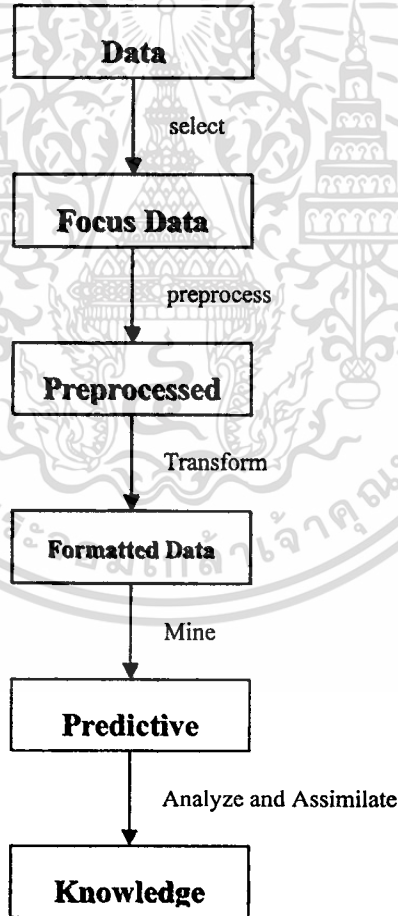 Data
select
Focus Data
preprocess
Preprocessed
Transform
Formatted Data
Mine
Predictive
Analyze and Assimilate
Knowledge